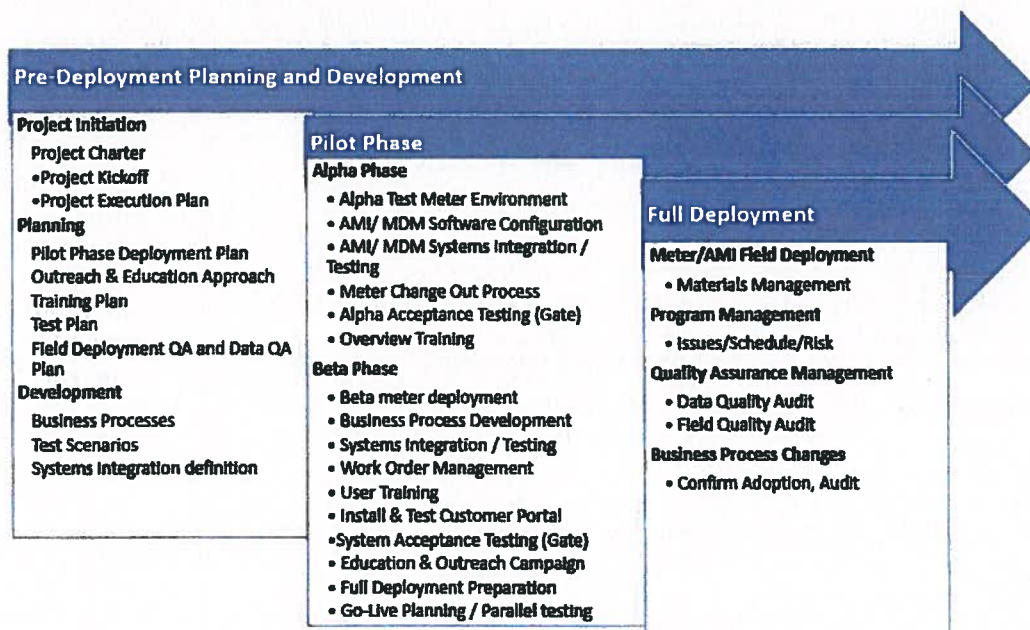 Pre-Deployment Planning and Development
Project Initiation
Project Charter
•Project Kickoff
•Project Execution Plan
Planning
Pilot Phase Deployment Plan
Outreach & Education Approach
Training Plan
Test Plan
Field Deployment QA and Data QA
Plan
Development
Business Processes
Test Scenarios
Systems Integration definition
Pilot Phase
Alpha Phase
• Alpha Test Meter Environment
• AMI/ MDM Software Configuration
• AMI/ MDM Systems Integration /
Testing
• Meter Change Out Process
• Alpha Acceptance Testing (Gate)
• Overview Training
Beta Phase
• Beta meter deployment
• Business Process Development
• Systems Integration / Testing
• Work Order Management
• User Training
• Install & Test Customer Portal
•System Acceptance Testing (Gate)
• Education & Outreach Campaign
• Full Deployment Preparation
• Go-Live Planning / Parallel testing
Full Deployment
Meter/AMI Field Deployment
• Materials Management
Program Management
• Issues/Schedule/Risk
Quality Assurance Management
• Data Quality Audit
• Field Quality Audit
Business Process Changes
• Confirm Adoption, Audit